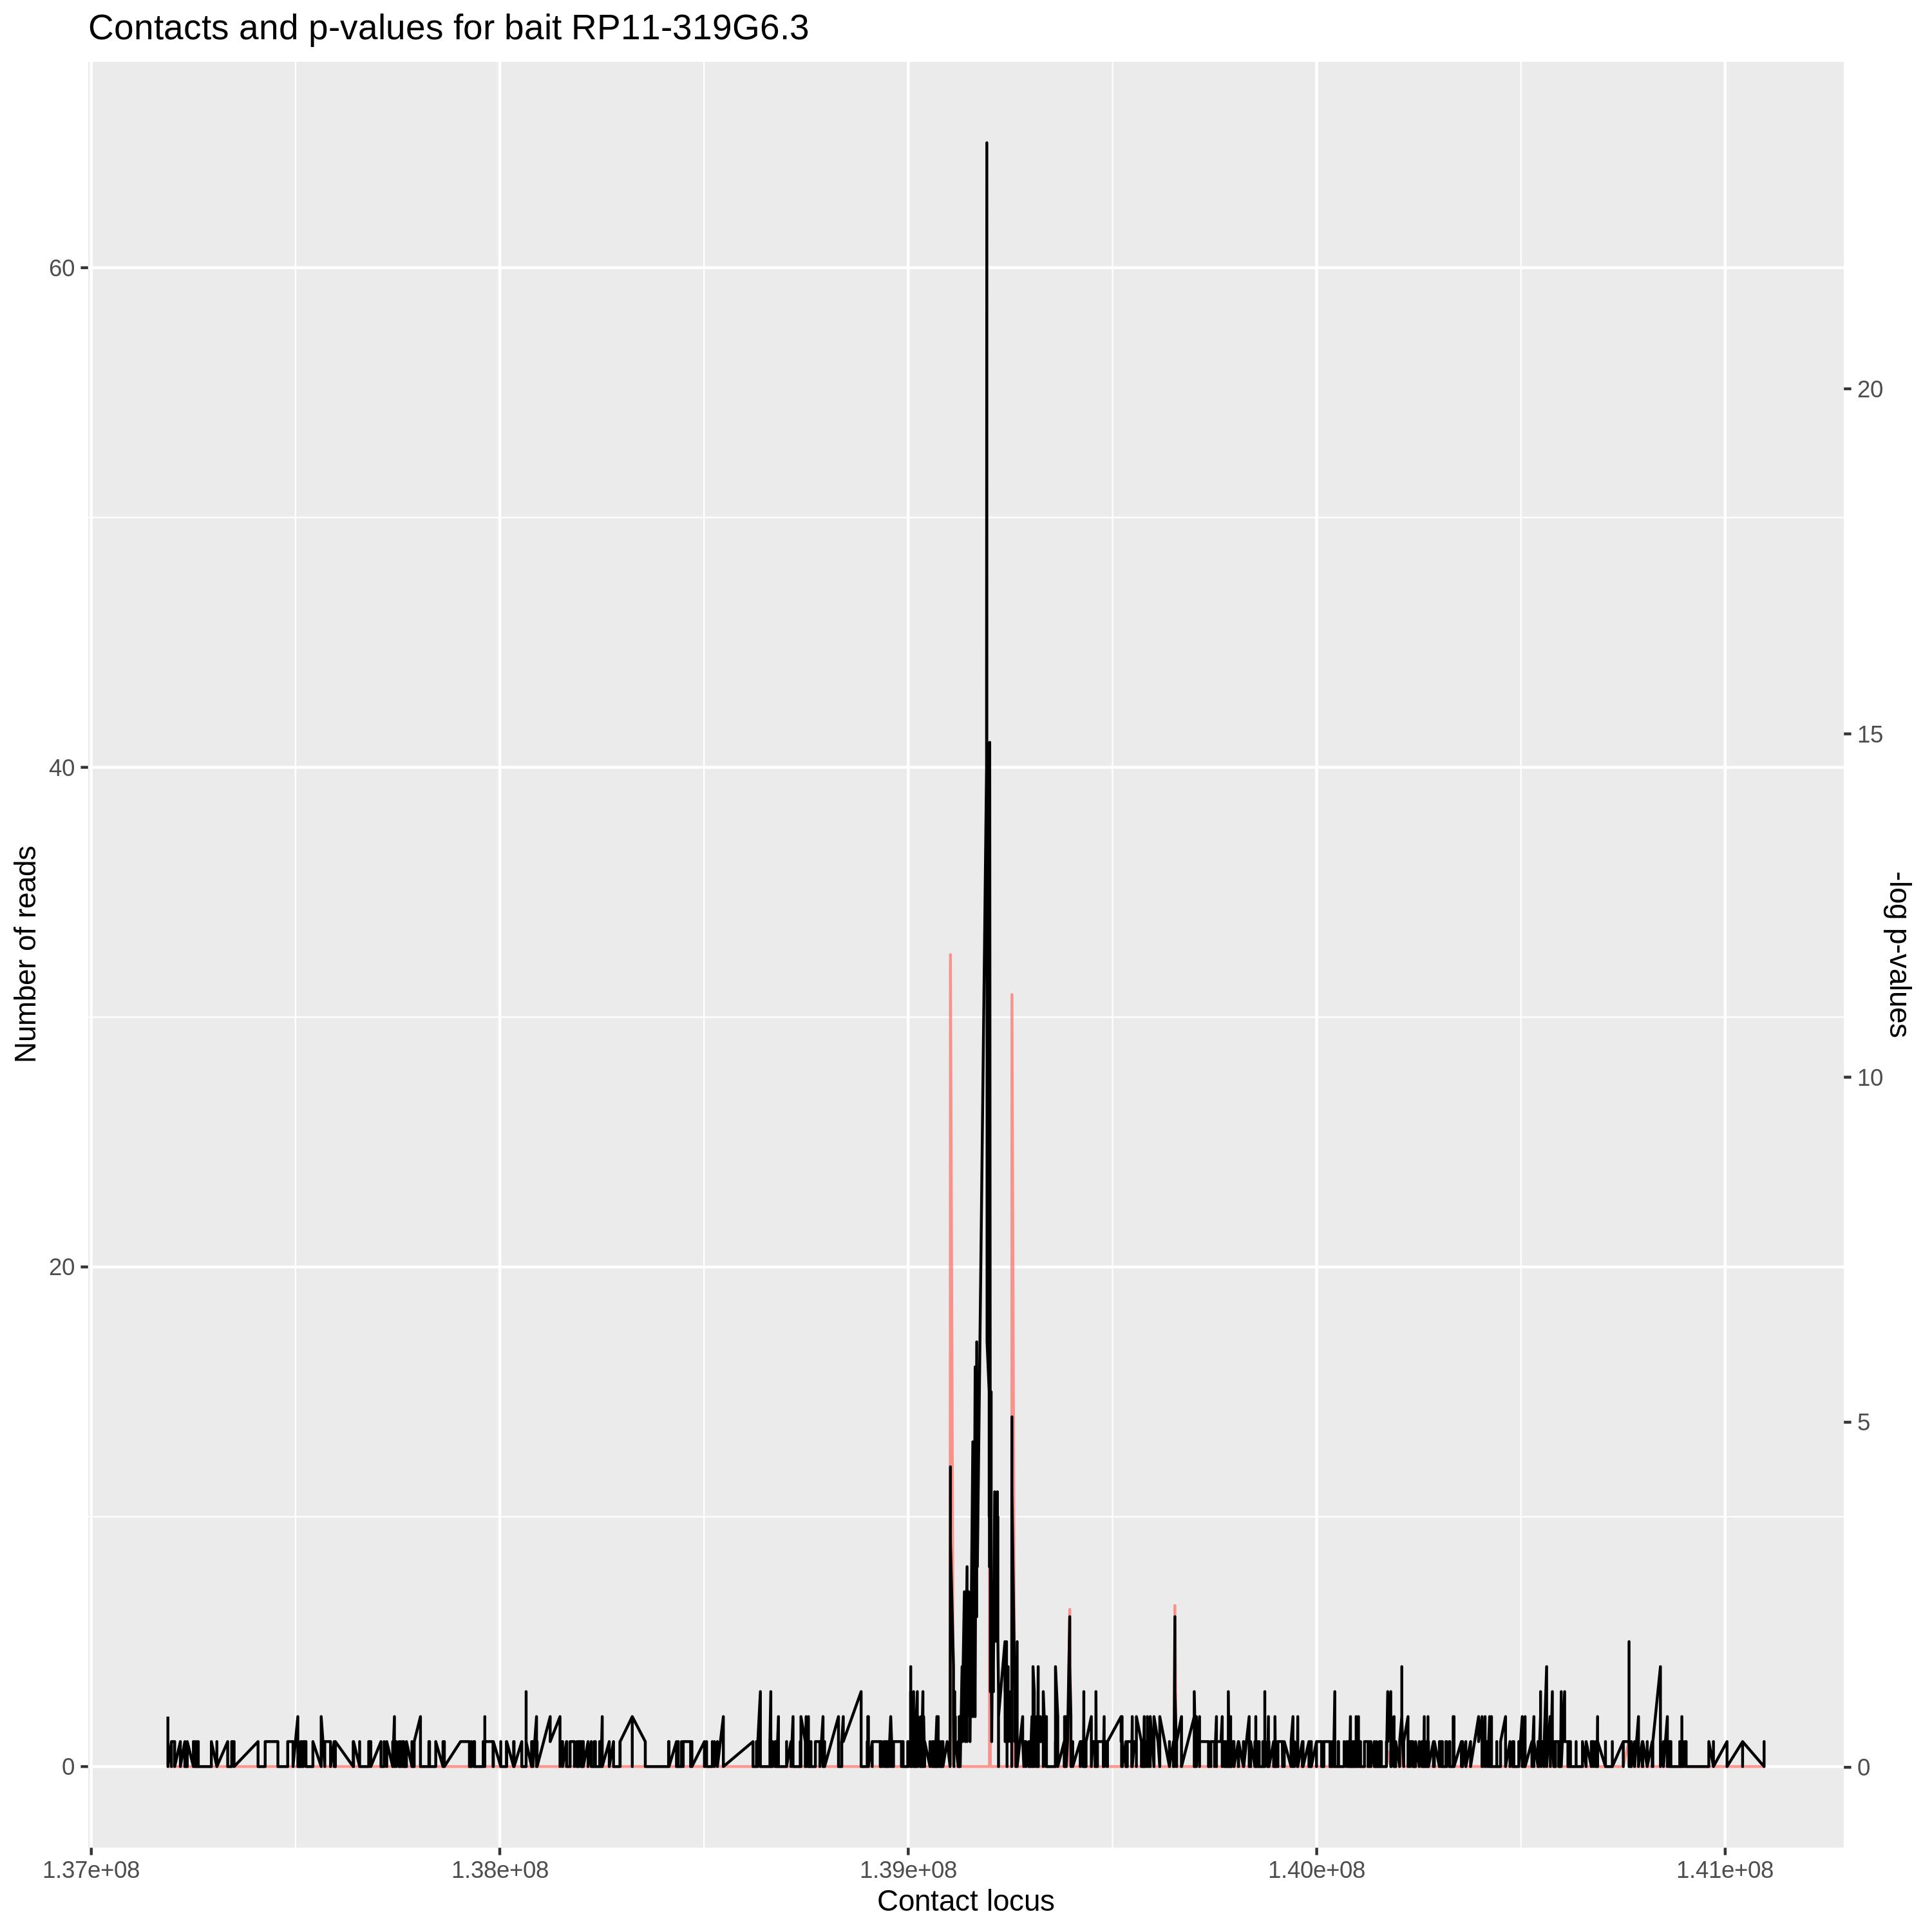 Contacts and p-values for bait RP11-319G6.3
60
40
20
0
Number of reads
20
15
10
5
0
-log p-values
1.37e+08 1.38e+08 1.39e+08 1.40e+08 1.41e+08
Contact locus